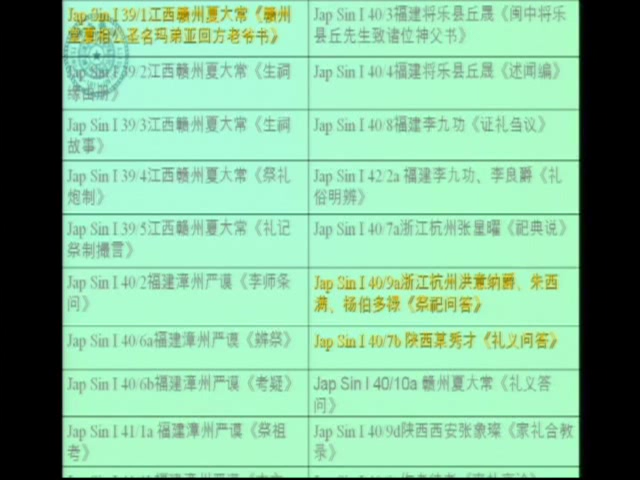 Jap Sin I 39/1江西赣州夏大常《赣州
堂夏相公圣名玛弟亚回方老爷书》
Jap Sin I 40/3福建将乐县丘晟《闽中将乐
县丘先生致诸位神父书》
39/2江西赣州夏大常《生祠
缘由册》
Jap Sin I 40/4福建将乐县丘晟《述闻编》
Jap Sin I 39/3江西赣州夏大常《生祠
故事》
Jap Sin I 40/8福建李九功《证礼刍议》
Jap Sin I 39/4江西赣州夏大常《祭礼
炮制》
Jap Sin I 42/2a 福建李九功、李良爵《礼
俗明辨》
Jap Sin I 39/5江西赣州夏大常《礼记
祭制撮言》
Jap Sin I 40/7a浙江杭州张星曜《祀典说》
Jap Sin I 40/2福建漳州严谟《李师条
问》
Jap Sin I 40/9a浙江杭州洪意纳爵、朱西
满、杨伯多禄《祭祀问答》
Jap Sin I 40/6a福建漳州严谟《辨祭》
Jap Sin I 40/7b 陕西某秀才《礼义问答》
Jap Sin I 40/6b福建漳州严谟《考疑》
Jap Sin I 40/10a 赣州夏大常《礼义答
问》
Jap Sin I 41/1a 福建漳州严谟《祭祖
考》
Jap Sin I 40/9d陕西西安张象璨《家礼合教
录》